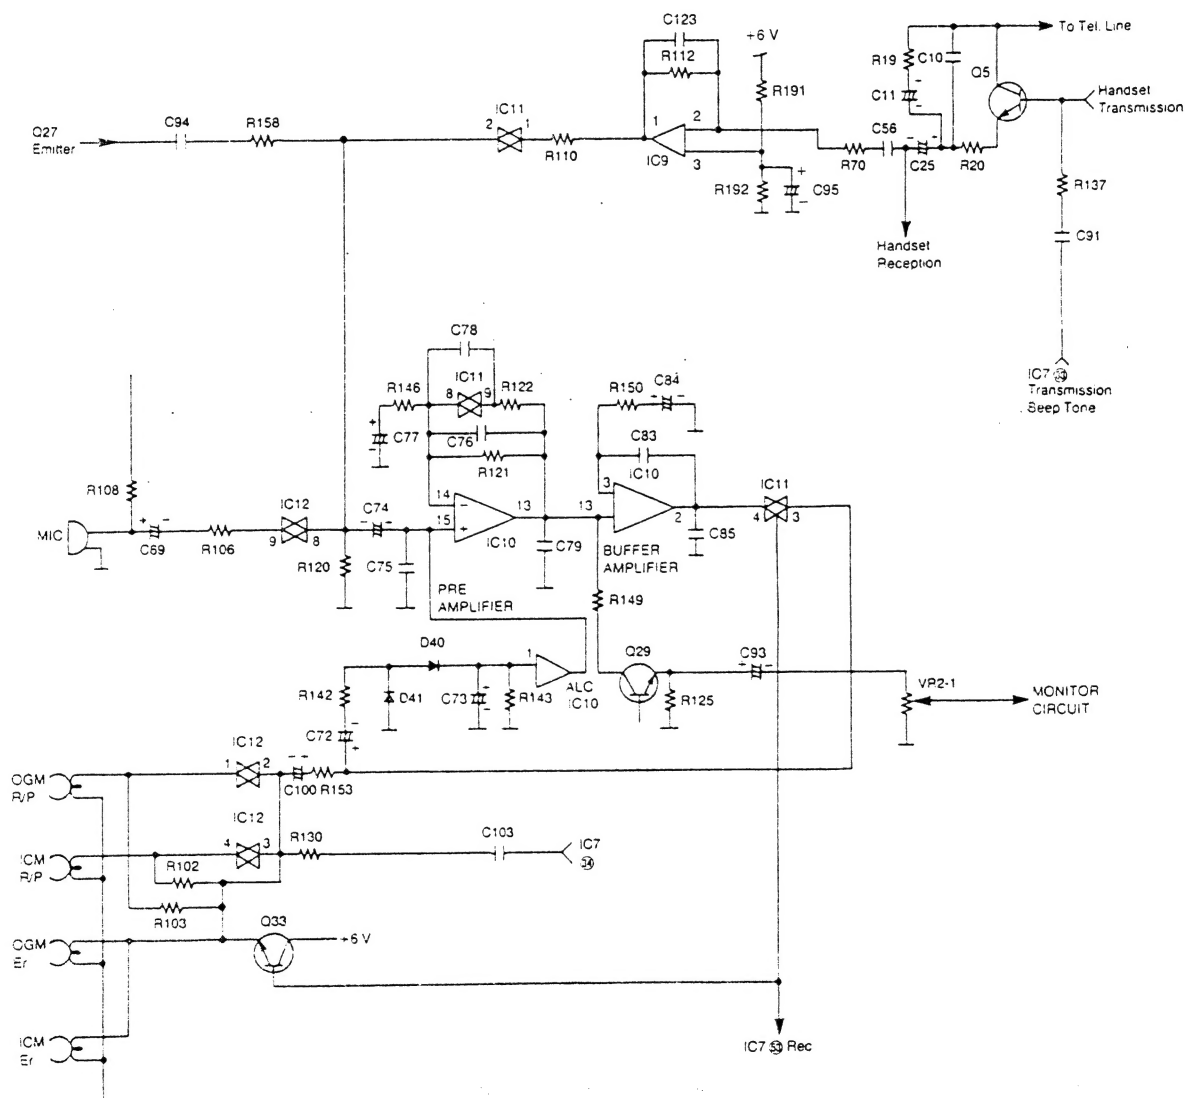 C123
+6 V
To Tel. Line
R112
R19
C10
Q5
R191
C11
Handset
Transmission
Q27
Emitter
C94
R158
IC11
2
1
R110
1
2
IC9
3
C56
R70
C25
R20
R192
C95
R137
Handset
Reception
C91
C78
IC11
R146
8
9
R122
R150
C84
IC7 34
Transmission
Beep Tone
C77
C76
C83
R121
IC10
R108
14
3
IC11
MIC
IC12
C74
15
13
13
2
4
3
C69
R106
9
8
IC10
C79
C85
R120
C75
BUFFER
AMPLIFIER
PRE
AMPLIFIER
R149
D40
1
Q29
C93
R142
D41
C73
R143
ALC
IC10
R125
VR2-1
MONITOR
CIRCUIT
C72
IC12
OGM
R/P
1
2
C100
R153
IC12
ICM
R/P
4
3
R130
C103
IC7
34
R102
R103
Q33
OGM
Er
+6 V
ICM
Er
IC7 53 Rec